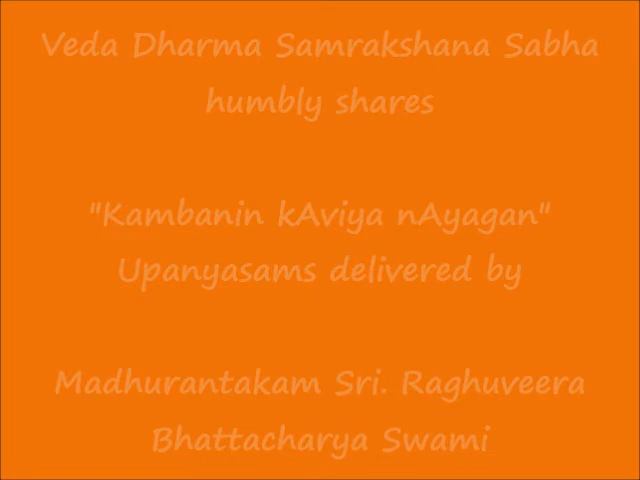 Veda Dharma Samrakshana Sabha
humbly shares
"Kambanin kAviya nAyagan"
Upanyasams delivered by
Madhurantakam Sri. Raghuveera
Bhattacharya Swami